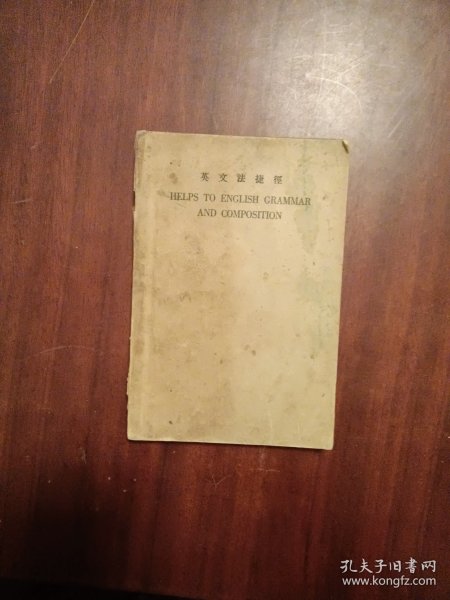 英文法捷徑
HELPS TO ENGLISH GRAMMAR
AND COMPOSITION
孔夫子旧书网
www.kongfz.com